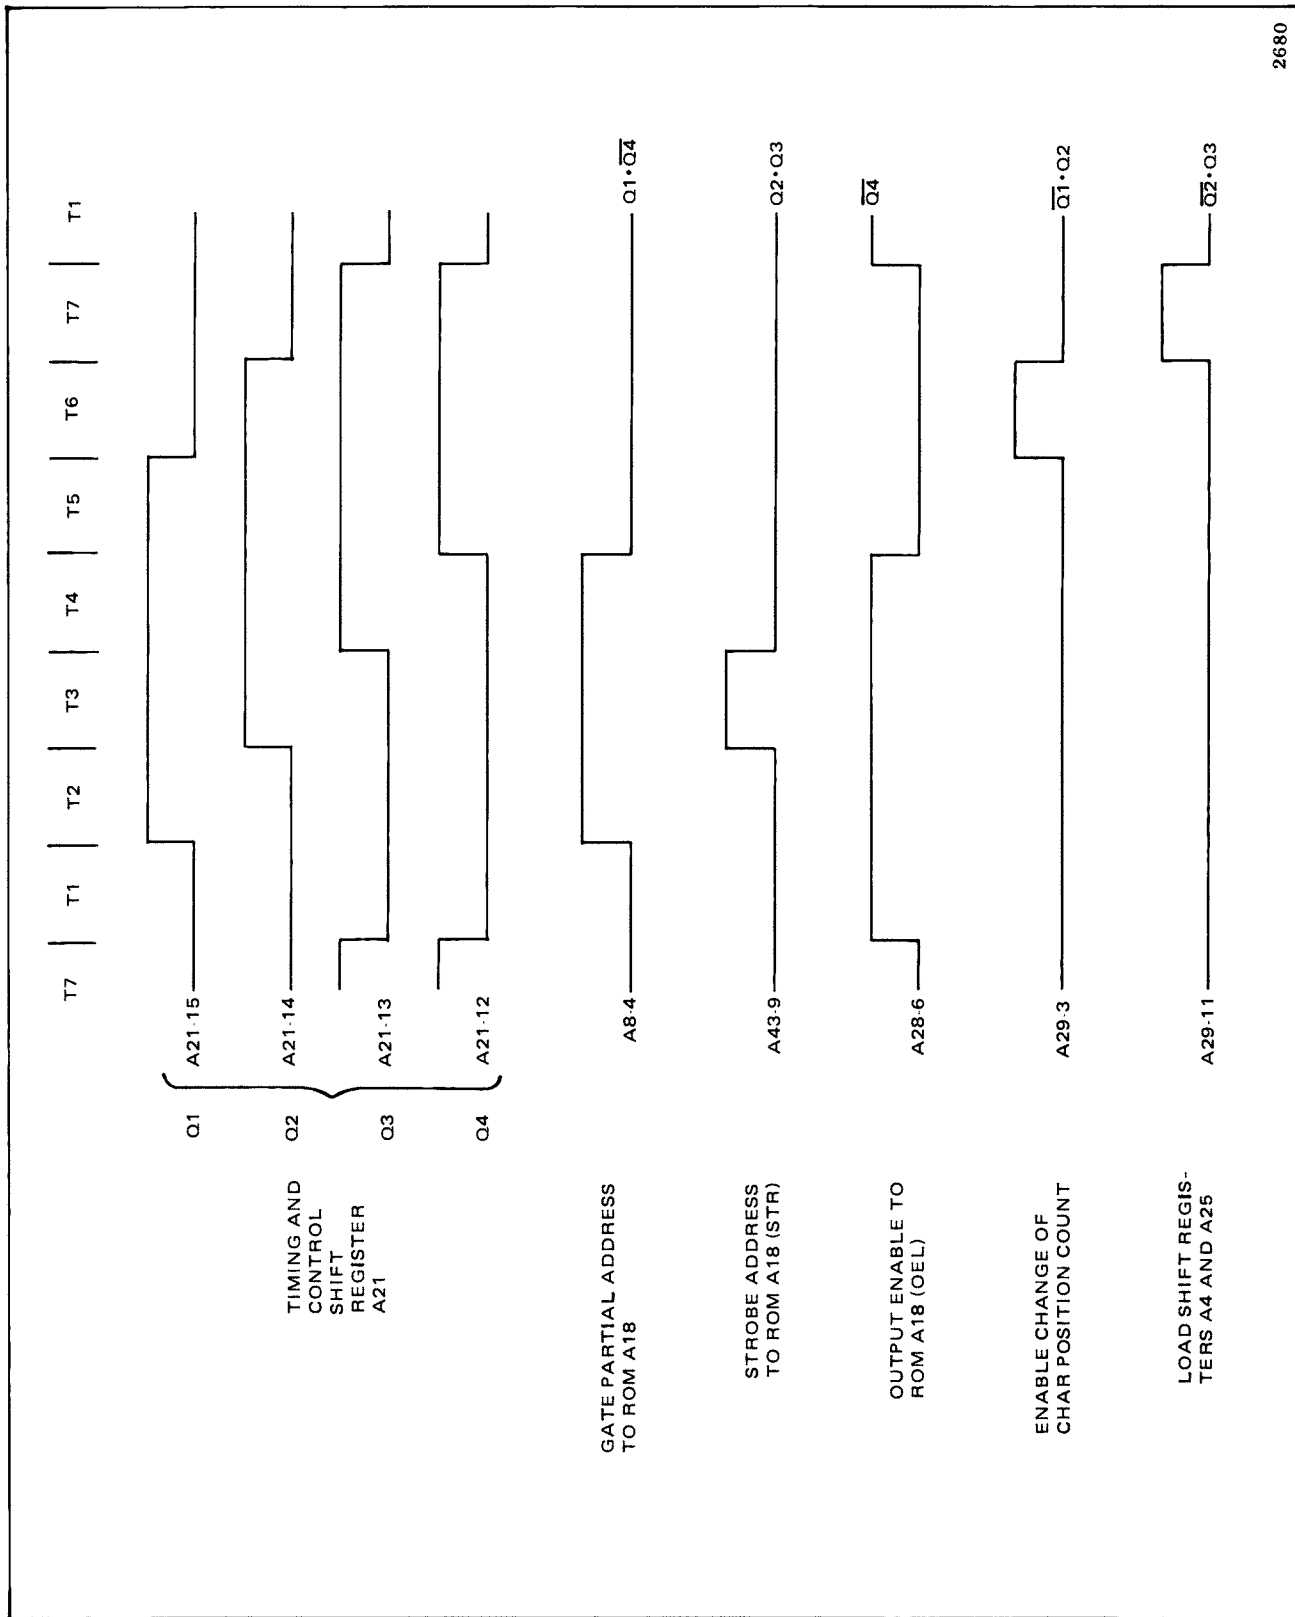 T7 T1 T2 T3 T4 T5 T6 T7 T1
TIMING AND
CONTROL
SHIFT
REGISTER
A21
Q1 A21-15
Q2 A21-14
Q3 A21-13
Q4 A21-12
GATE PARTIAL ADDRESS
TO ROM A18
A8-4
Q1•Q̅4̅
STROBE ADDRESS
TO ROM A18 (STR)
A43-9
Q2•Q3
OUTPUT ENABLE TO
ROM A18 (OEL)
A28-6
Q̅4̅
ENABLE CHANGE OF
CHAR POSITION COUNT
A29-3
Q̅1̅•Q2
LOAD SHIFT REGIS-
TERS A4 AND A25
A29-11
Q̅2̅•Q3
2680